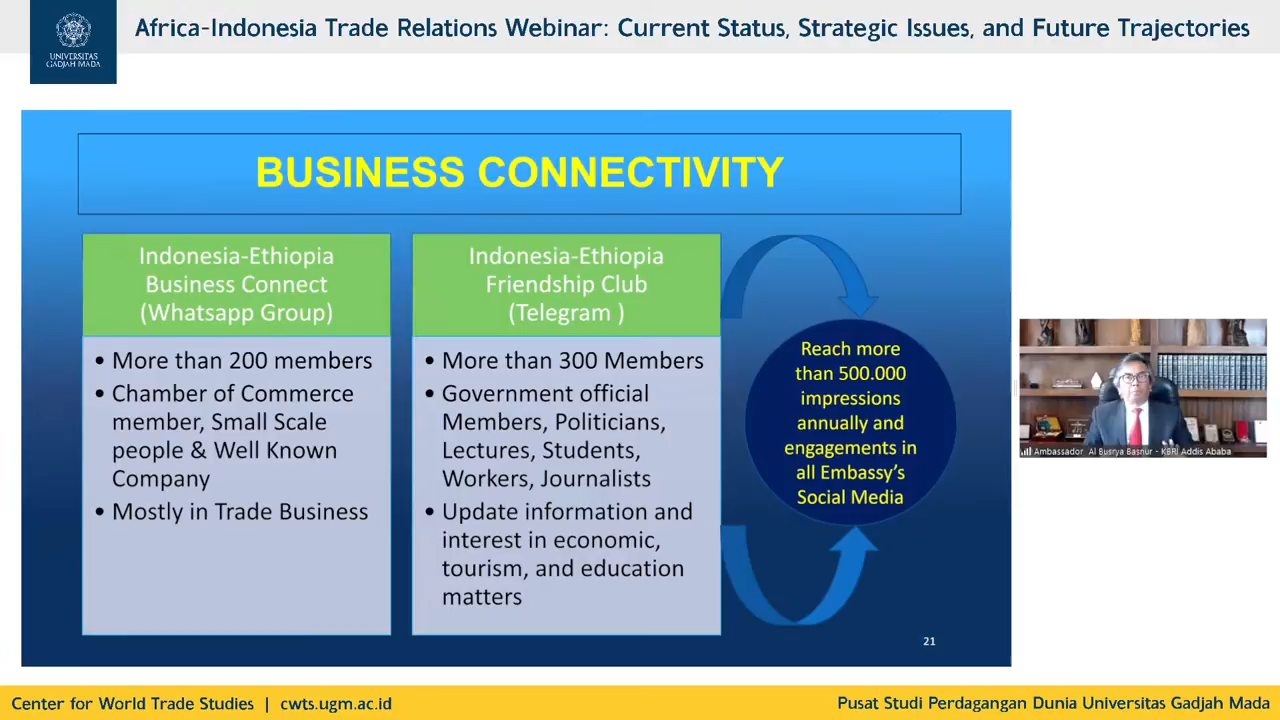 Africa-Indonesia Trade Relations Webinar: Current Status, Strategic Issues, and Future Trajectories
UNIVERSITAS
GADJAH MADA
BUSINESS CONNECTIVITY
Indonesia-Ethiopia
Business Connect
(Whatsapp Group)
• More than 200 members
• Chamber of Commerce
member, Small Scale
people & Well Known
Company
• Mostly in Trade Business
Indonesia-Ethiopia
Friendship Club
(Telegram )
• More than 300 Members
• Government official
Members, Politicians,
Lectures, Students,
Workers, Journalists
• Update information and
interest in economic,
tourism, and education
matters
Reach more
than 500.000
impressions
annually and
engagements in
all Embassy's
Social Media
21
Ambassador Al Busrya Basnur - KBRI Addis Ababa
Center for World Trade Studies | cwts.ugm.ac.id
Pusat Studi Perdagangan Dunia Universitas Gadjah Mada